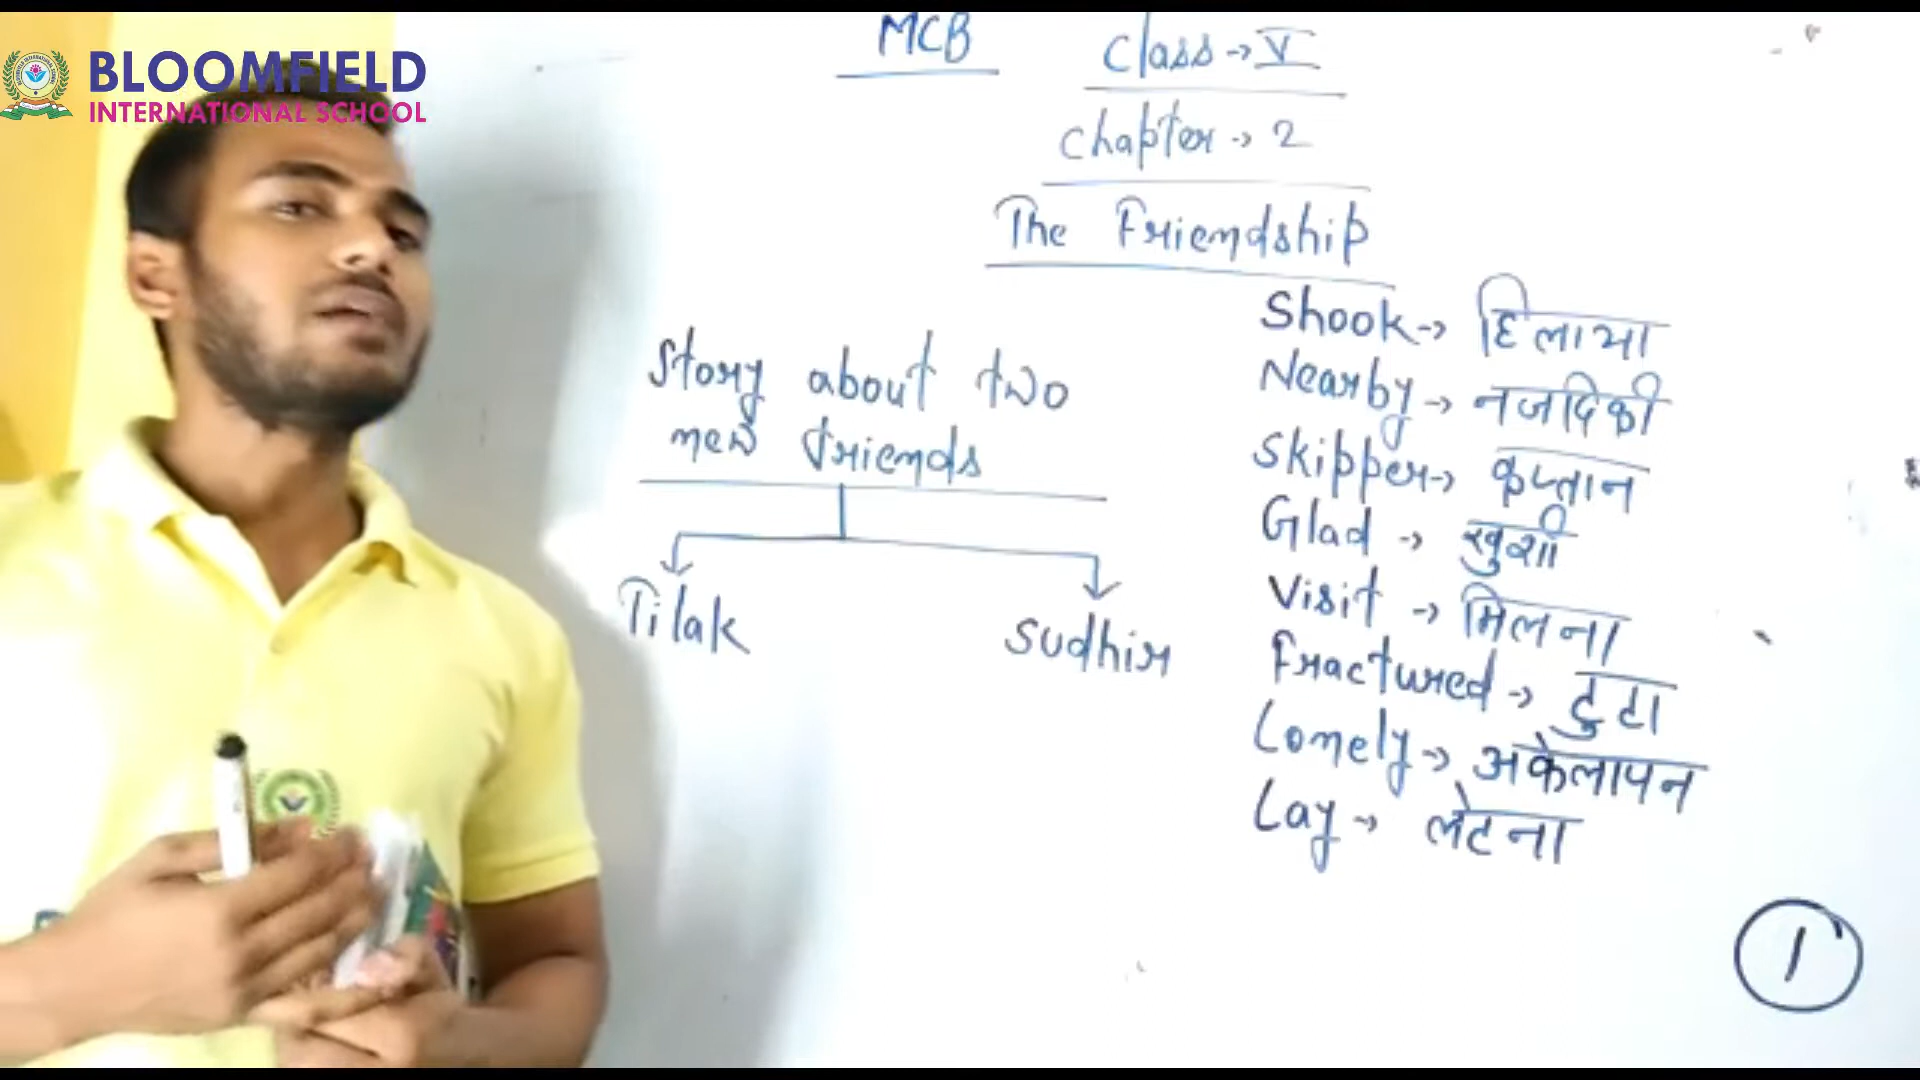 BLOOMFIELD
INTERNATIONAL SCHOOL
MCB
Class → V
Chapter → 2
The Friendship
Story about two
new friends
Tilak
Sudhir
Shook → हिलाया
Nearby → नजदिकी
Skipper → कप्तान
Glad → खुशी
Visit → मिलना
Fractured → टुटा
Lonely → अकेलापन
Lay → लेटना
1